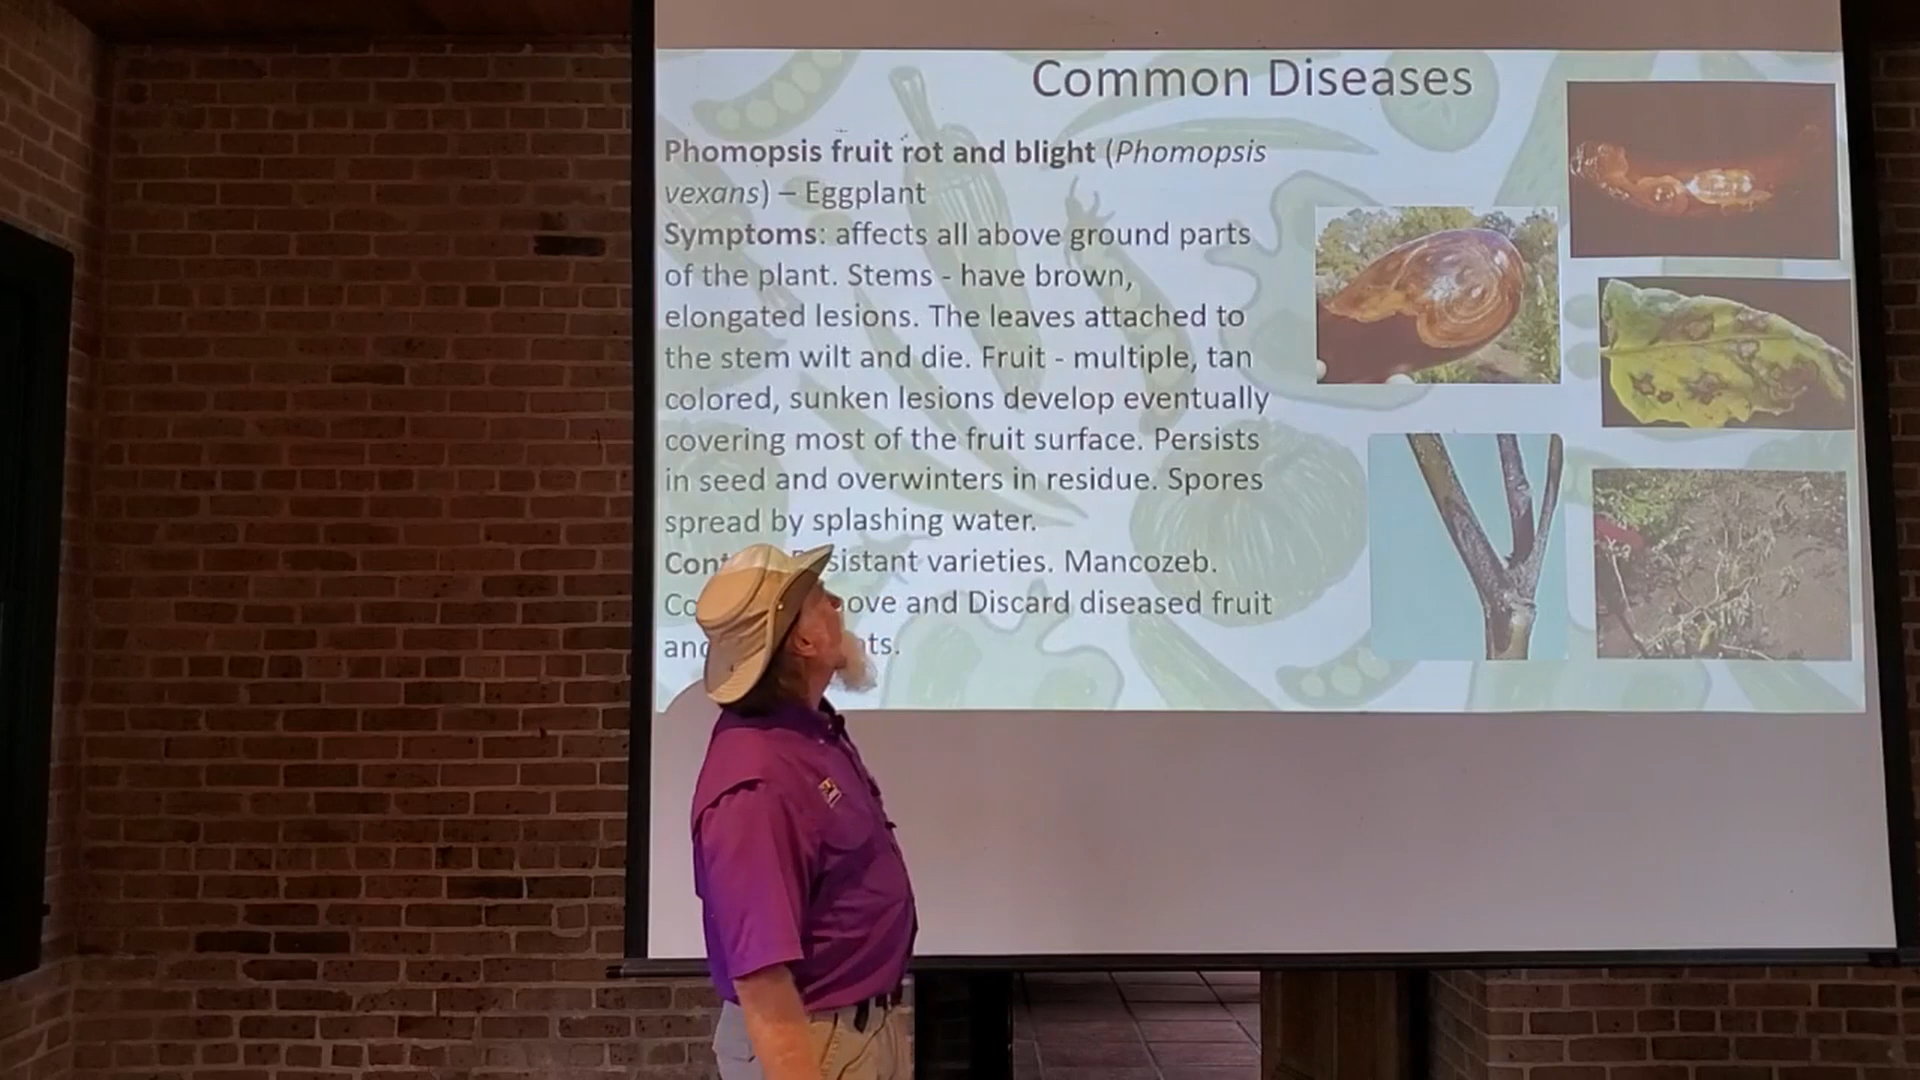 Common Diseases
Phomopsis fruit rot and blight (Phomopsis
vexans) – Eggplant
Symptoms: affects all above ground parts
of the plant. Stems - have brown,
elongated lesions. The leaves attached to
the stem wilt and die. Fruit - multiple, tan
colored, sunken lesions develop eventually
covering most of the fruit surface. Persists
in seed and overwinters in residue. Spores
spread by splashing water.
varieties. Mancozeb.
and Discard diseased fruit